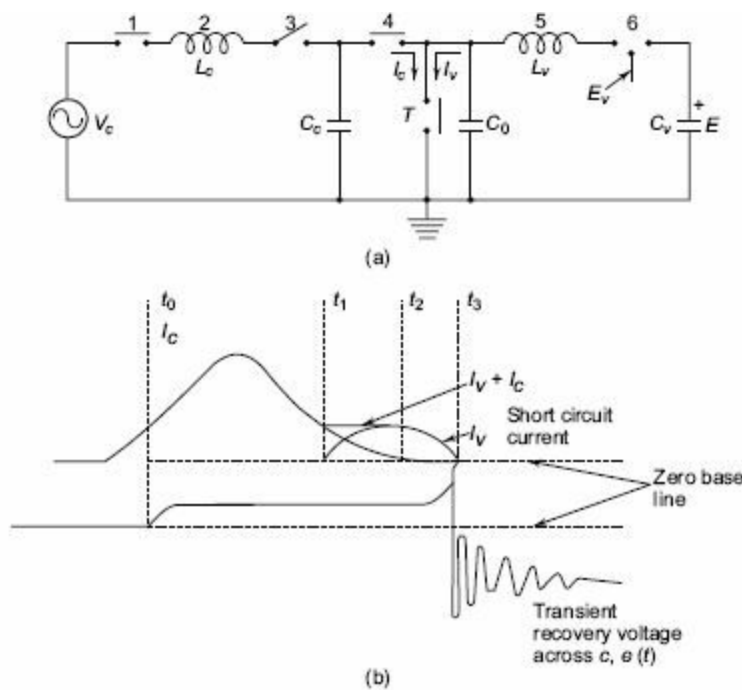 1 2 3 4 5 6
L_c I_c I_v L_v
E_v
V_c C_c T C_0 C_v + E
(a)
t_0 t_1 t_2 t_3
I_c
I_v + I_c
Short circuit
current
I_v
Zero base
line
Transient
recovery voltage
across c, e (t)
(b)